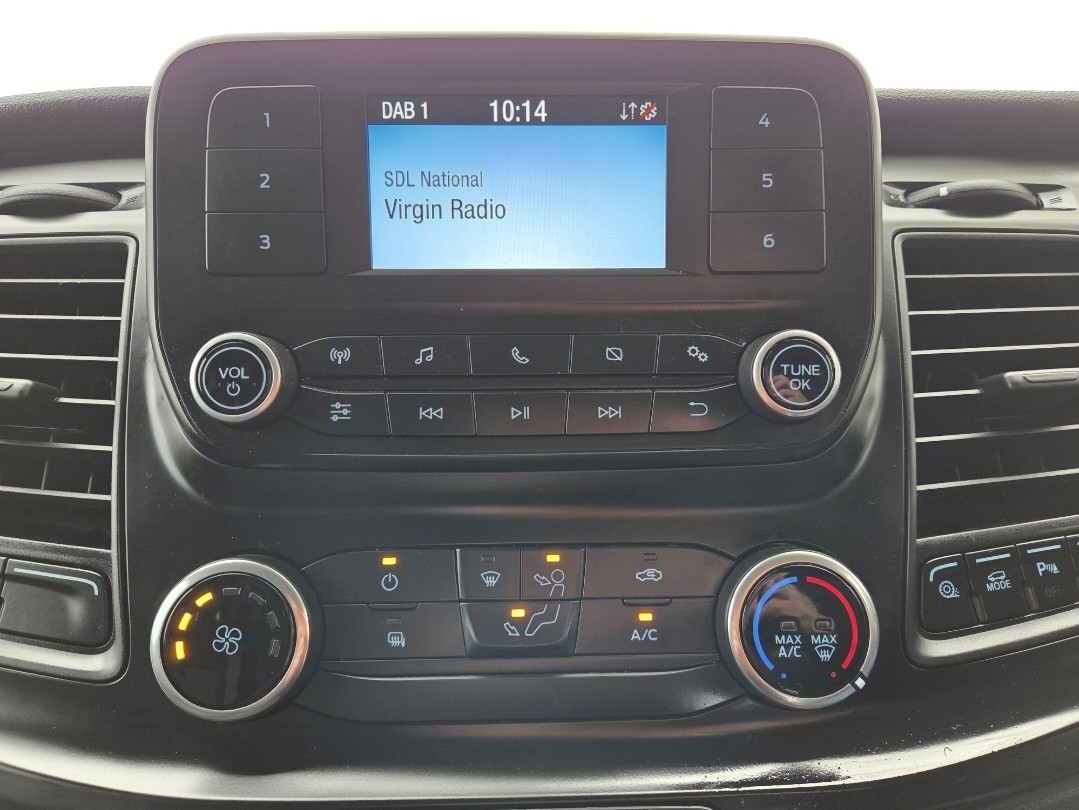 DAB 1 10:14
SDL National
Virgin Radio
1
2
3
4
5
6
VOL
TUNE
OK
A/C
MAX
A/C
MAX
MODE
P
OFF